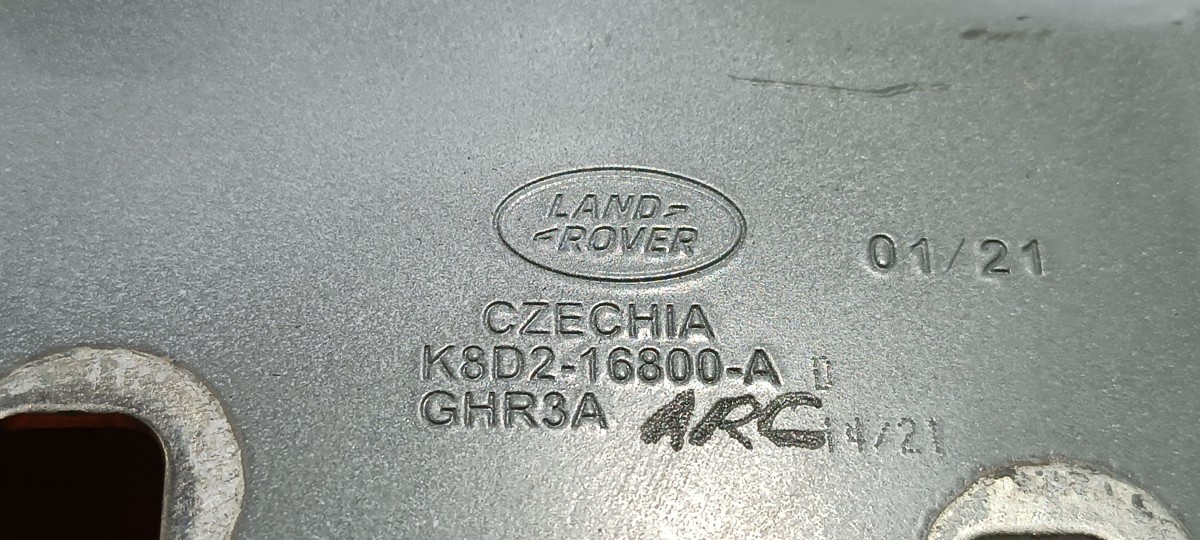 LAND
ROVER
01/21
CZECHIA
K8D2-16800-A D
GHR3A ARC 14/21